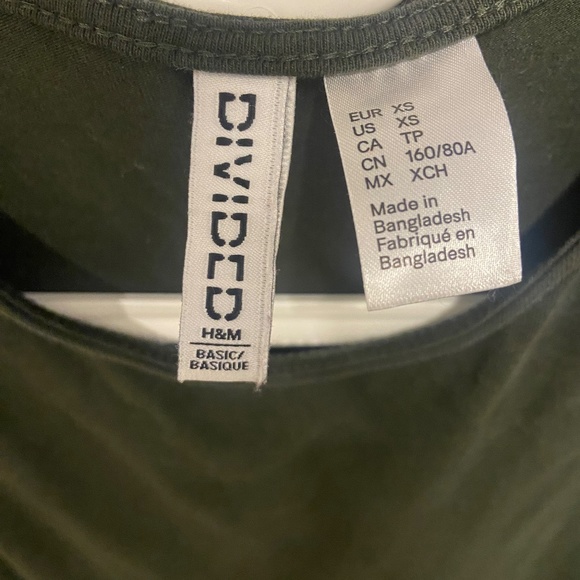 DIVIDED
H&M
BASIC/
BASIQUE
EUR XS
US XS
CA TP
CN 160/80A
MX XCH
Made in
Bangladesh
Fabriqué en
Bangladesh